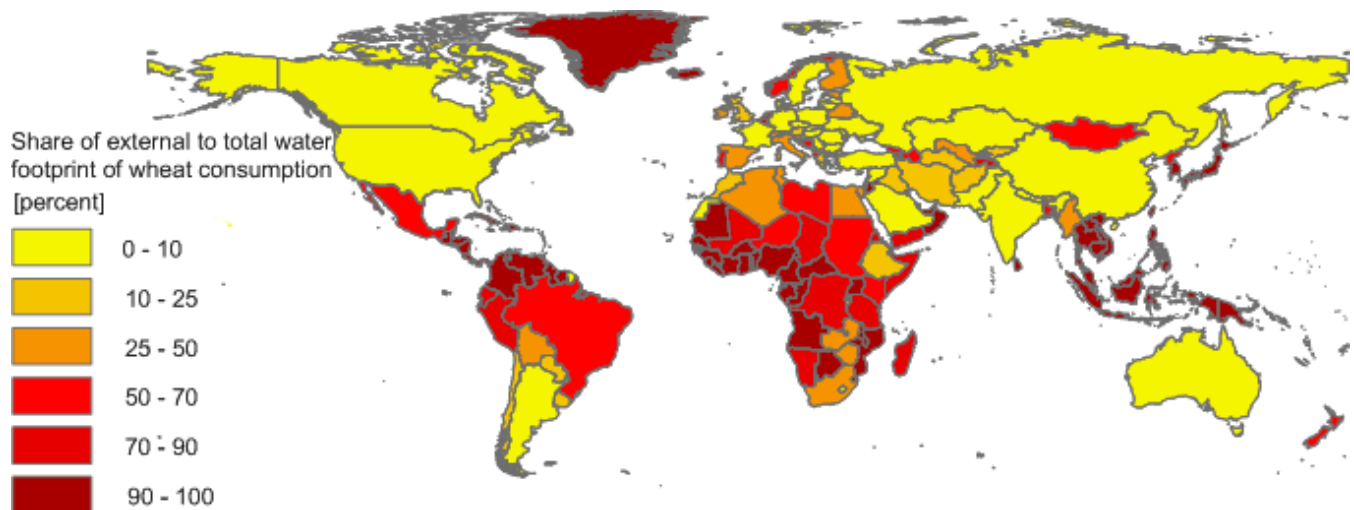 Share of external to total water
footprint of wheat consumption
[percent]
0 - 10
10 - 25
25 - 50
50 - 70
70 - 90
90 - 100